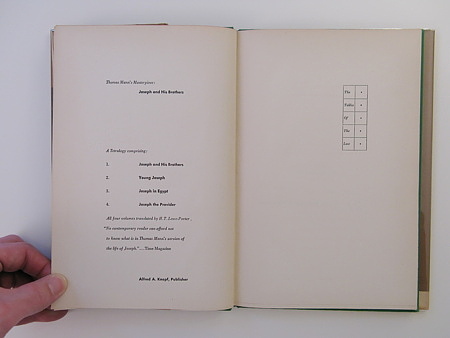 Thomas Mann's Masterpiece:
Joseph and His Brothers
A Tetralogy comprising:
1. Joseph and His Brothers
2. Young Joseph
3. Joseph in Egypt
4. Joseph the Provider
All four volumes translated by H. T. Lowe-Porter.
"No contemporary reader can afford not
to know what is in Thomas Mann's version of
the life of Joseph."....Time Magazine
Alfred A. Knopf, Publisher
The
Tables
Of
The
Law